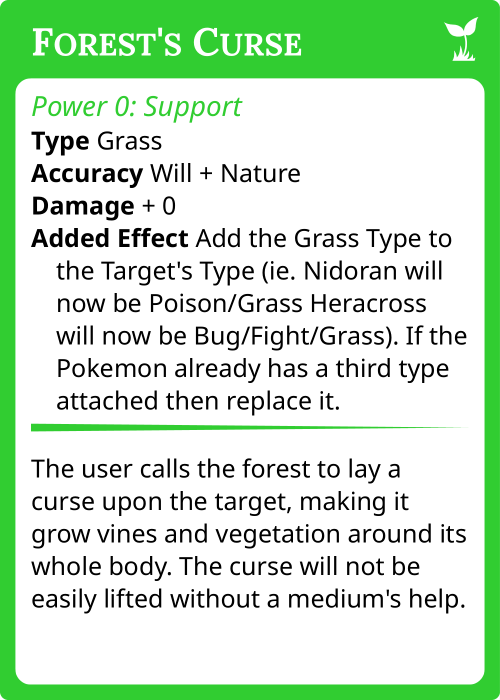 Forest's Curse
Power 0: Support
Type Grass
Accuracy Will + Nature
Damage + 0
Added Effect Add the Grass Type to
the Target's Type (ie. Nidoran will
now be Poison/Grass Heracross
will now be Bug/Fight/Grass). If the
Pokemon already has a third type
attached then replace it.
The user calls the forest to lay a
curse upon the target, making it
grow vines and vegetation around its
whole body. The curse will not be
easily lifted without a medium's help.